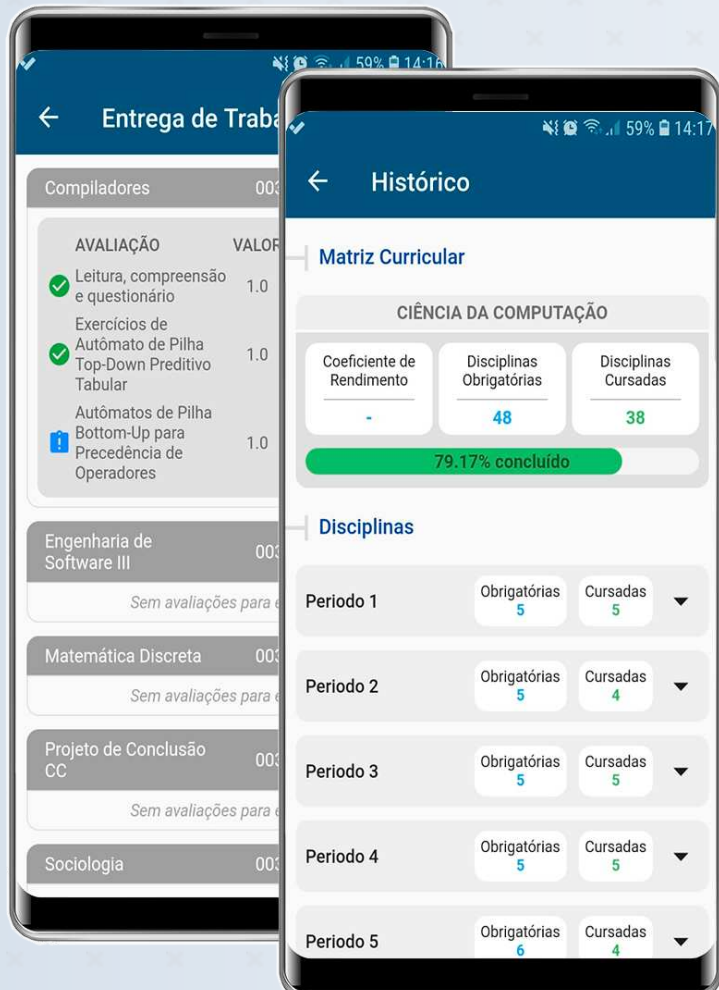 59% 14:16
Entrega de Traba
Compiladores 003
AVALIAÇÃO VALOR
Leitura, compreensão
e questionário
1.0
Exercícios de
Autômato de Pilha
Top-Down Preditivo
Tabular
1.0
Autômatos de Pilha
Bottom-Up para
Precedência de
Operadores
1.0
Engenharia de
Software III
003
Sem avaliações para e
Matemática Discreta 003
Sem avaliações para e
Projeto de Conclusão
CC
003
Sem avaliações para e
Sociologia 003
59% 14:17
Histórico
Matriz Curricular
CIÊNCIA DA COMPUTAÇÃO
Coeficiente de
Rendimento
-
Disciplinas
Obrigatórias
48
Disciplinas
Cursadas
38
79.17% concluído
Disciplinas
Periodo 1
Obrigatórias
5
Cursadas
5
Periodo 2
Obrigatórias
5
Cursadas
4
Periodo 3
Obrigatórias
5
Cursadas
5
Periodo 4
Obrigatórias
5
Cursadas
5
Periodo 5
Obrigatórias
6
Cursadas
4